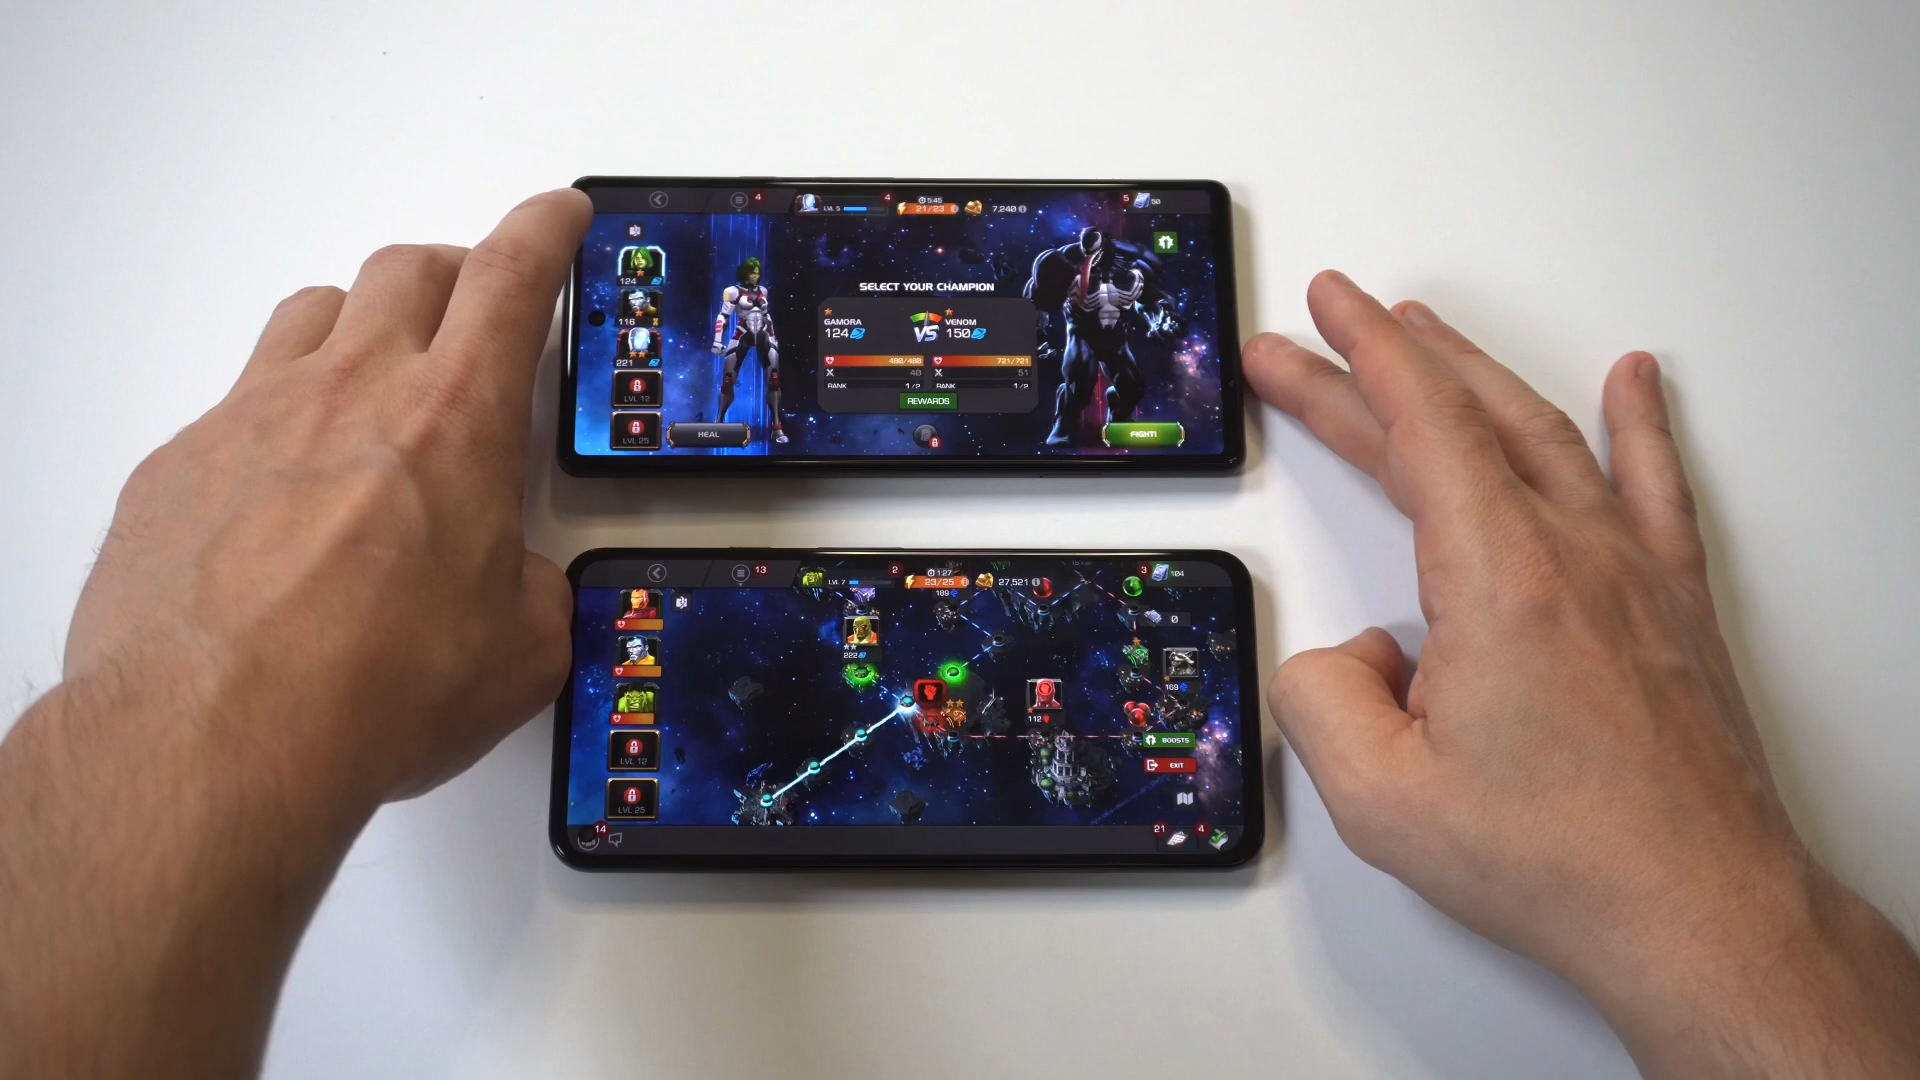 4
LVL 5
4
5:45
21/23
7,240
5
50
124
116
221
LVL 12
LVL 25
SELECT YOUR CHAMPION
GAMORA
124
VS
VENOM
150
480/480
721/721
40
51
RANK 1/2
RANK 1/2
REWARDS
HEAL
FIGHT!
13
LVL 7
2
1:27
23/25
27,521
3
104
189
0
222
169
112
BOOSTS
EXIT
LVL 12
LVL 25
14
21
4